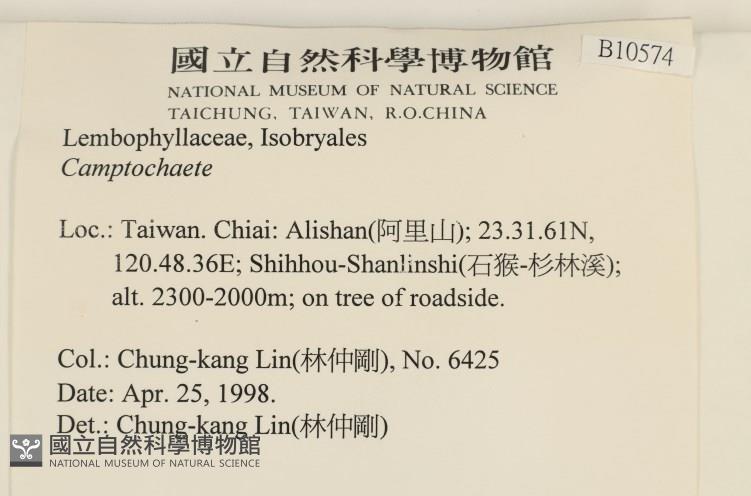 國立自然科學博物館
B10574
NATIONAL MUSEUM OF NATURAL SCIENCE
TAICHUNG, TAIWAN, R.O.CHINA
Lembophyllaceae, Isobryales
Camptochaete
Loc.: Taiwan. Chiai: Alishan(阿里山); 23.31.61N,
120.48.36E; Shihhou-Shanlinshi(石猴-杉林溪);
alt. 2300-2000m; on tree of roadside.
Col.: Chung-kang Lin(林仲剛), No. 6425
Date: Apr. 25, 1998.
Det.: Chung-kang Lin(林仲剛)
國立自然科學博物館
NATIONAL MUSEUM OF NATURAL SCIENCE